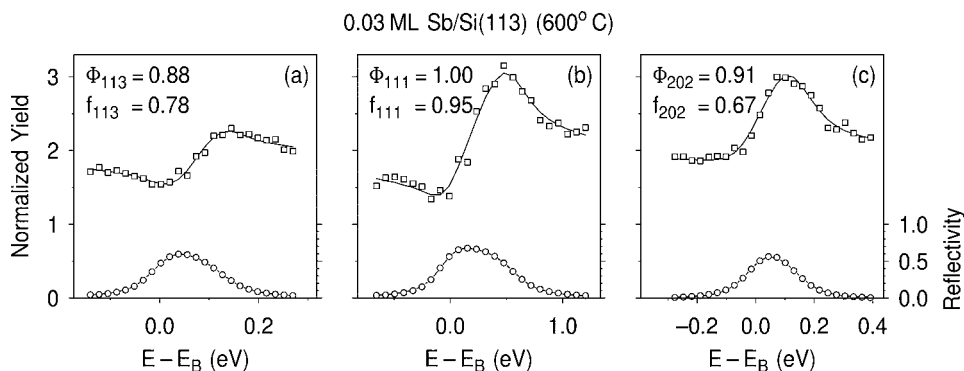 0.03 ML Sb/Si(113) (600° C)
Normalized Yield
3
2
1
0
Φ113 = 0.88
f113 = 0.78
(a)
0.0
0.2
E − EB (eV)
Φ111 = 1.00
f111 = 0.95
(b)
0.0
1.0
E − EB (eV)
Φ202 = 0.91
f202 = 0.67
(c)
−0.2
0.0
0.2
0.4
E − EB (eV)
1.0
0.5
0.0
Reflectivity